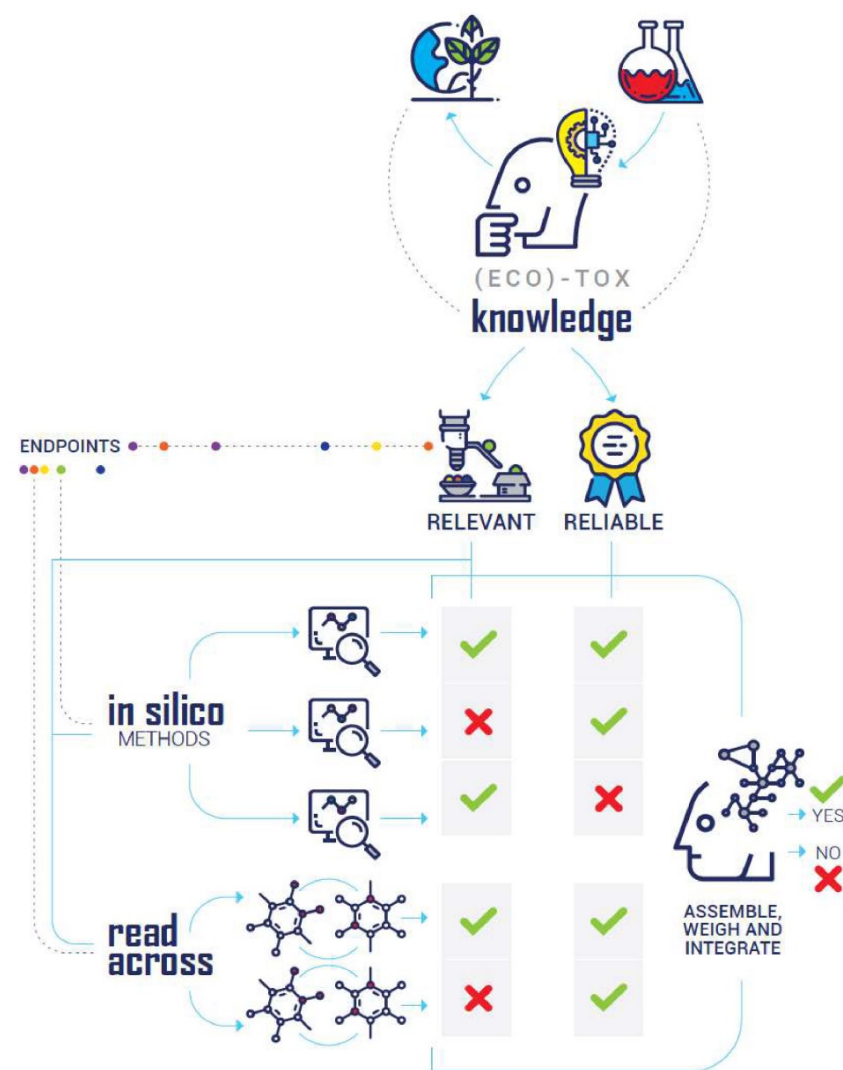 (ECO)-TOX
knowledge
ENDPOINTS
RELEVANT
RELIABLE
in silico
METHODS
YES
NO
ASSEMBLE,
WEIGH AND
INTEGRATE
read
across